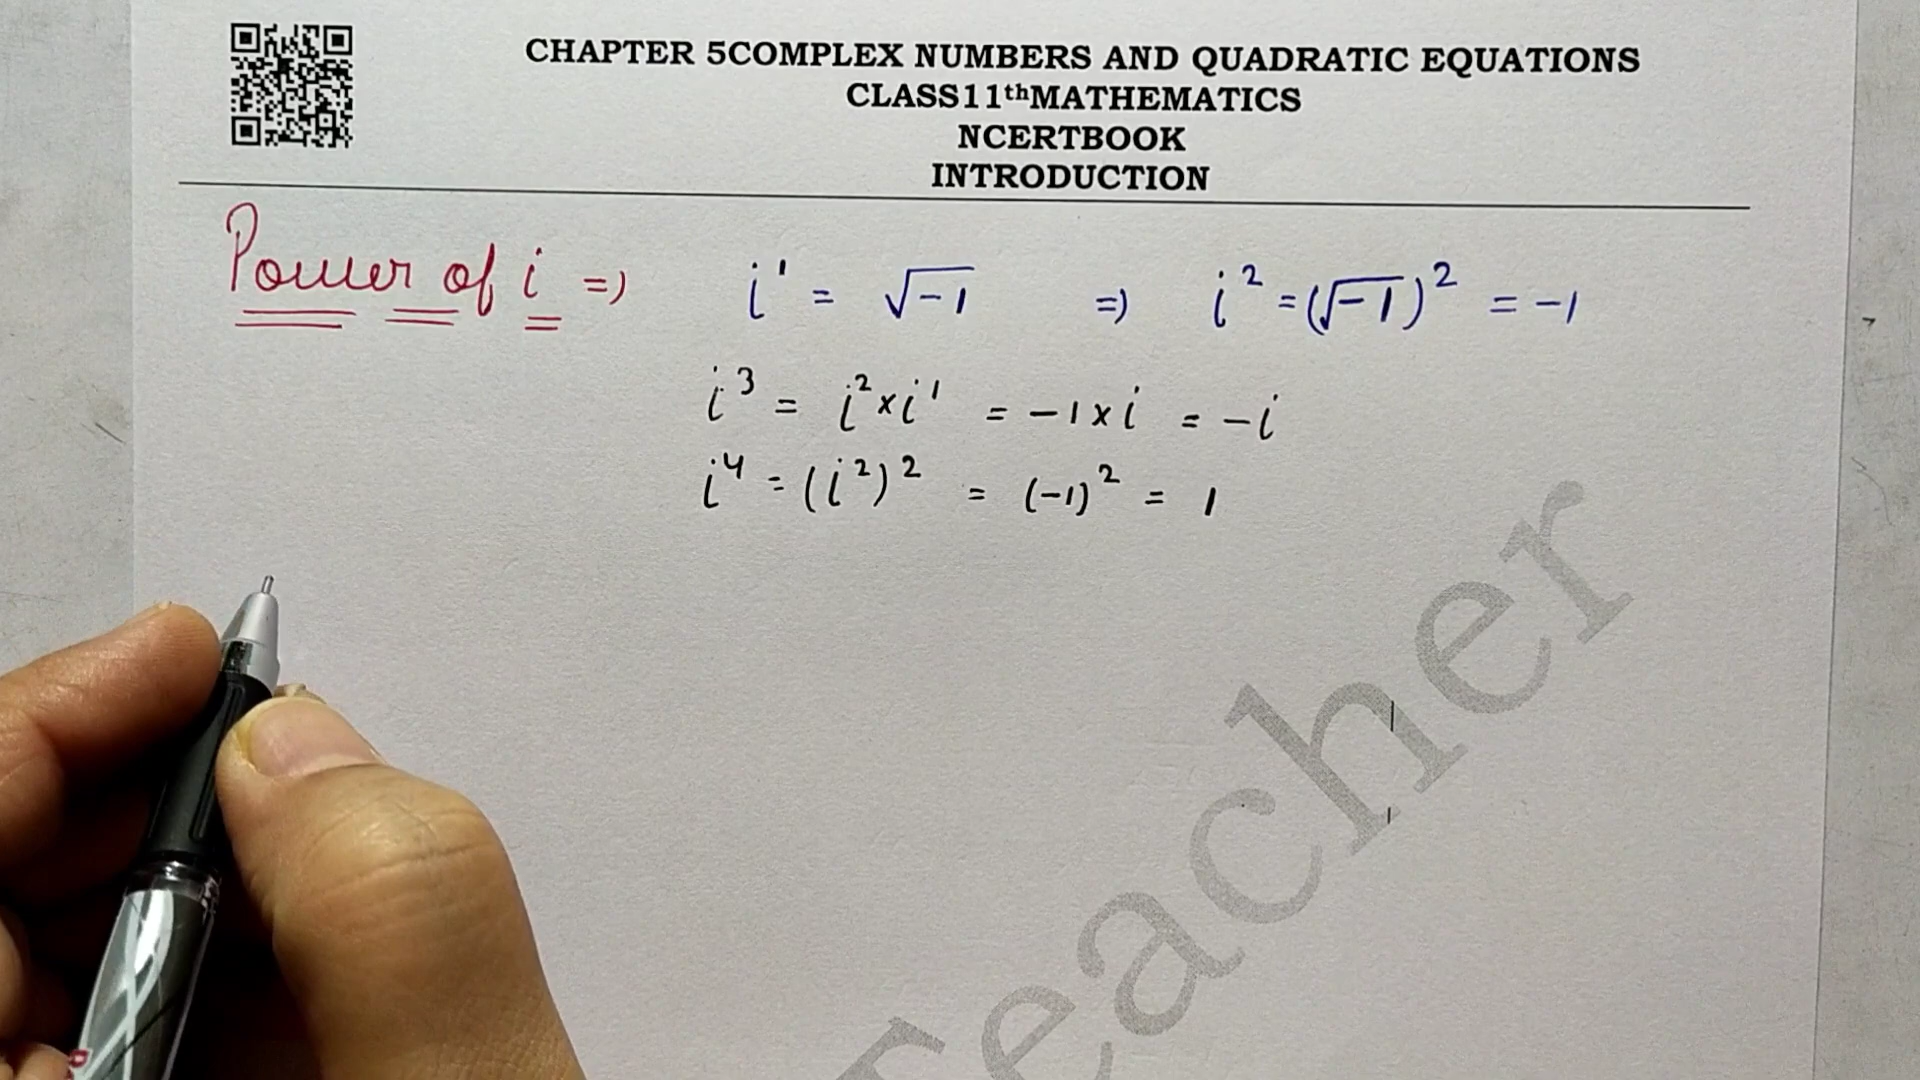 CHAPTER 5COMPLEX NUMBERS AND QUADRATIC EQUATIONS
CLASS11thMATHEMATICS
NCERTBOOK
INTRODUCTION
Power of i => i¹ = √-1 => i² = (√-1)² = -1
i³ = i² × i¹ = -1 × i = -i
i⁴ = (i²)² = (-1)² = 1
Teacher